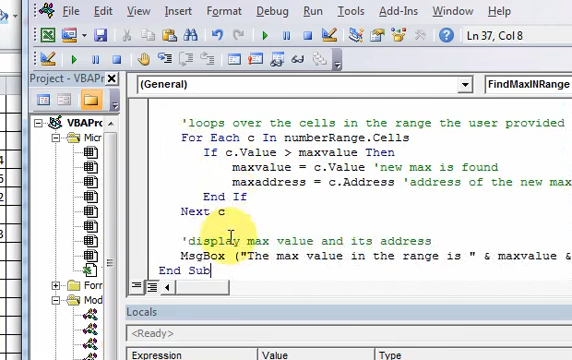 File Edit View Insert Format Debug Run Tools Add-Ins Window Help
Ln 37, Col 8
Project - VBAPro
(General)
FindMaxINRange
VBAPro
Micr
Forr
Mod
'loops over the cells in the range the user provided
For Each c In numberRange.Cells
If c.Value > maxvalue Then
maxvalue = c.Value 'new max is found
maxaddress = c.Address 'address of the new max
End If
Next c
'display max value and its address
MsgBox ("The max value in the range is " & maxvalue &
End Sub
Locals
<Ready>
Expression Value Type